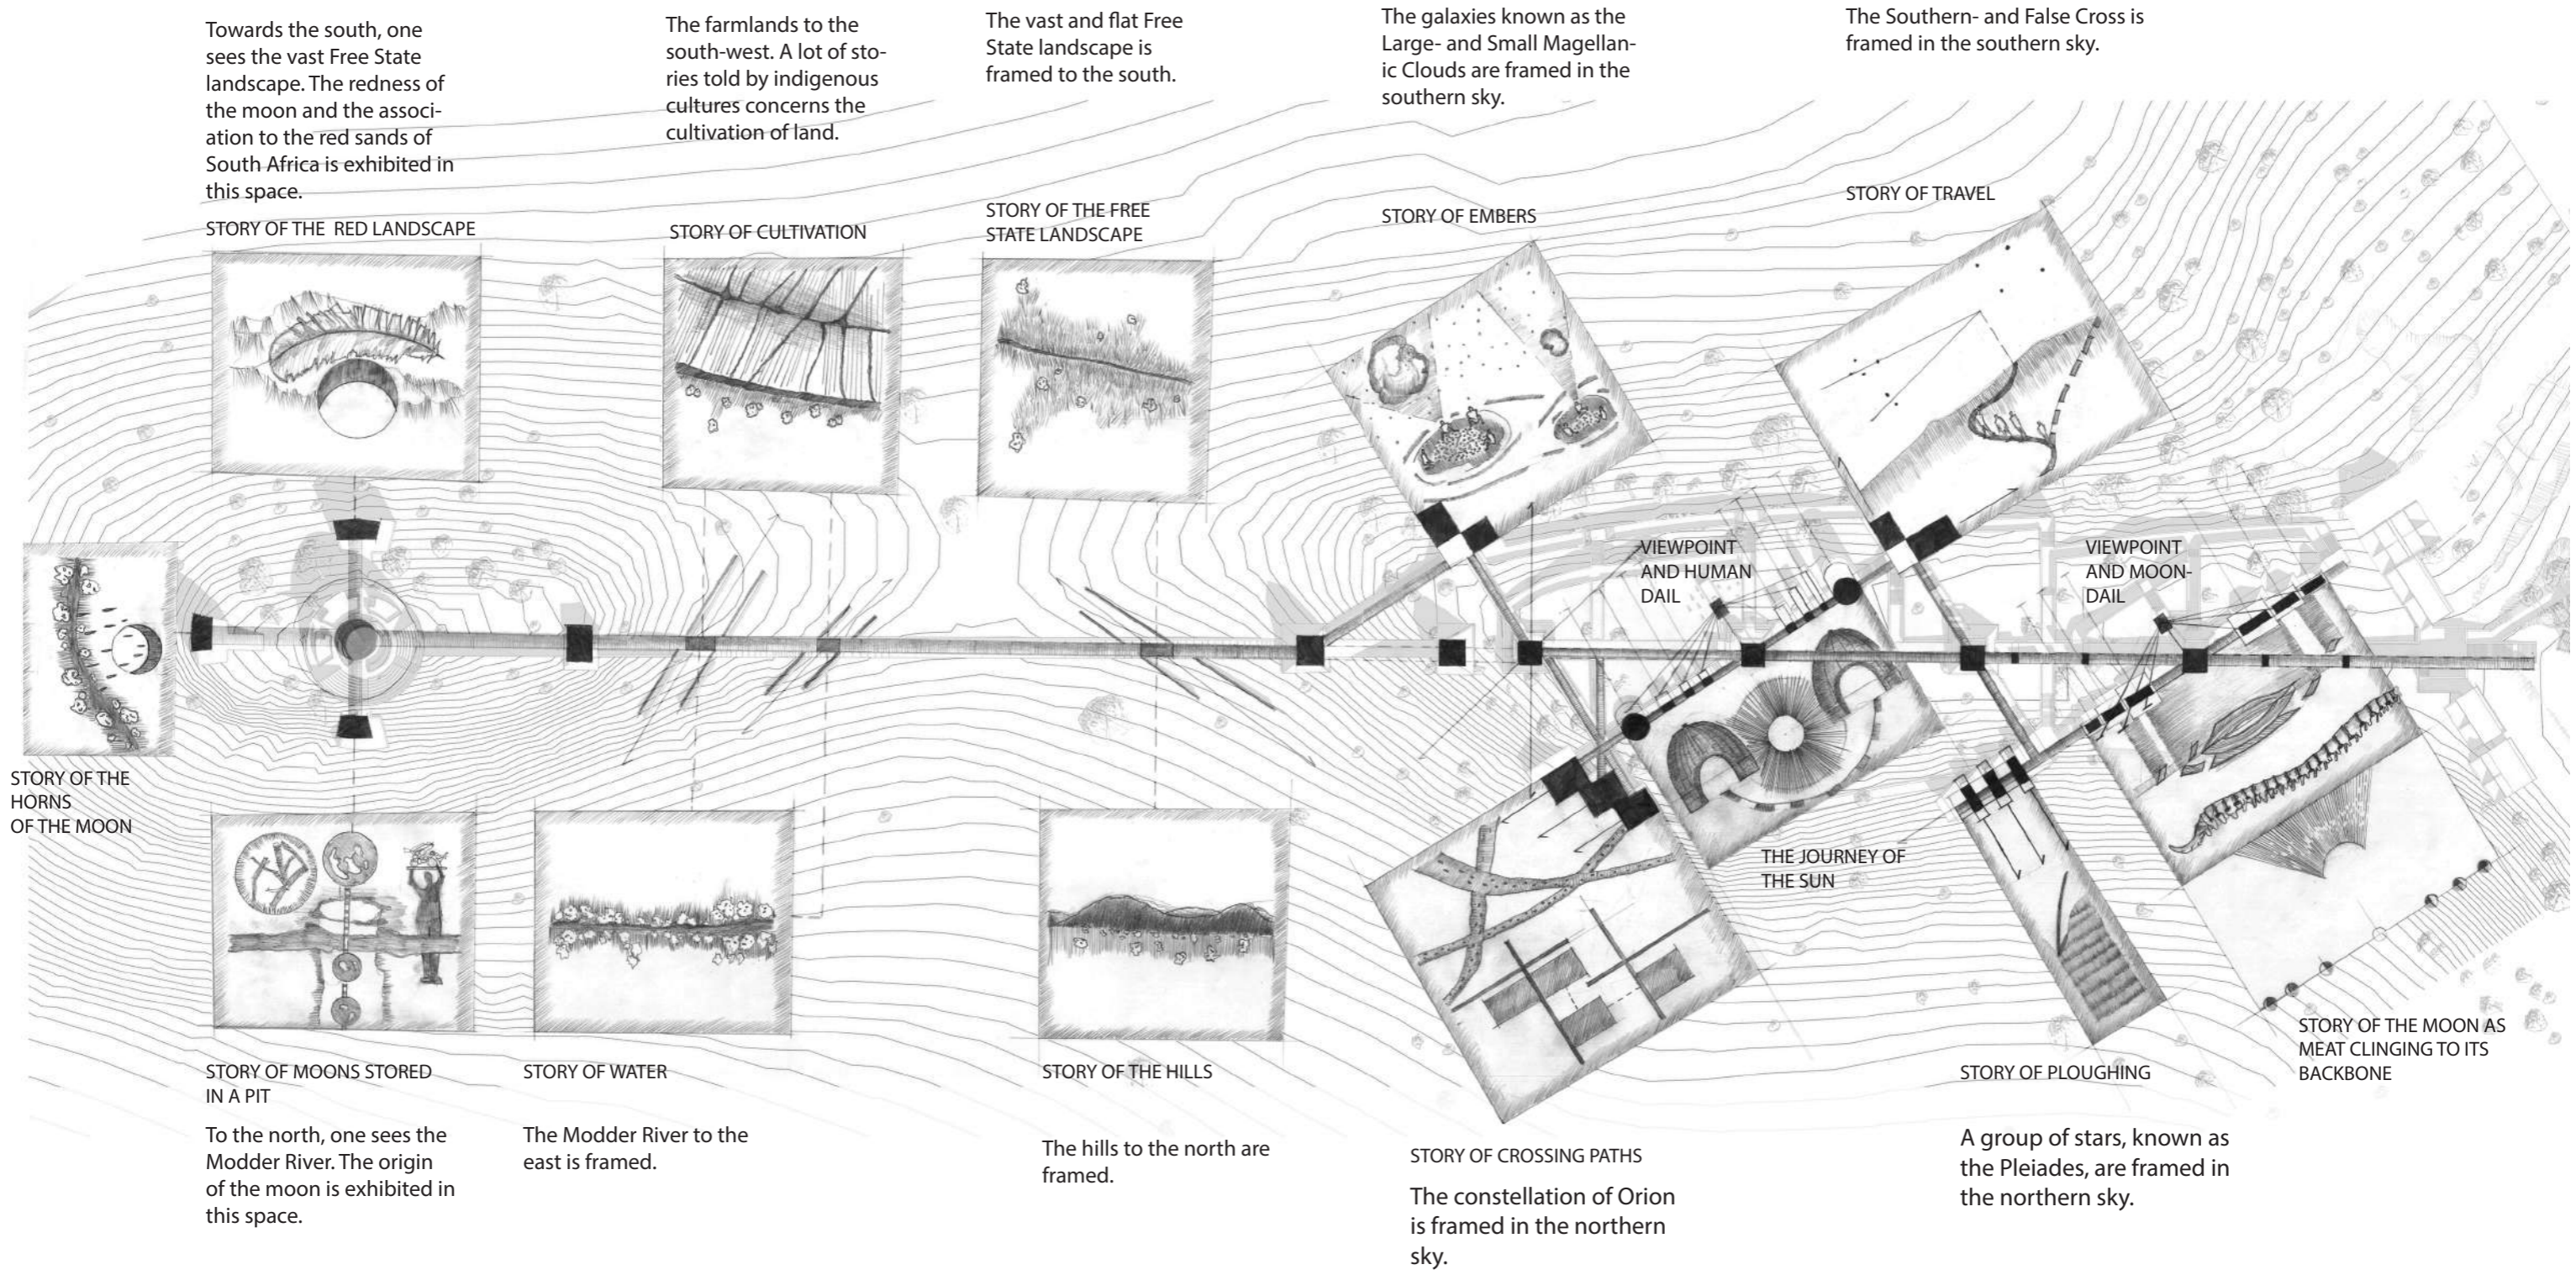 Towards the south, one
sees the vast Free State
landscape. The redness of
the moon and the associ-
ation to the red sands of
South Africa is exhibited in
this space.
STORY OF THE RED LANDSCAPE
The farmlands to the
south-west. A lot of sto-
ries told by indigenous
cultures concerns the
cultivation of land.
STORY OF CULTIVATION
The vast and flat Free
State landscape is
framed to the south.
STORY OF THE FREE
STATE LANDSCAPE
The galaxies known as the
Large- and Small Magellan-
ic Clouds are framed in the
southern sky.
STORY OF EMBERS
The Southern- and False Cross is
framed in the southern sky.
STORY OF TRAVEL
VIEWPOINT
AND HUMAN
DAIL
VIEWPOINT
AND MOON-
DAIL
STORY OF THE
HORNS
OF THE MOON
THE JOURNEY OF
THE SUN
STORY OF MOONS STORED
IN A PIT
To the north, one sees the
Modder River. The origin
of the moon is exhibited in
this space.
STORY OF WATER
The Modder River to the
east is framed.
STORY OF THE HILLS
The hills to the north are
framed.
STORY OF CROSSING PATHS
The constellation of Orion
is framed in the northern
sky.
STORY OF PLOUGHING
A group of stars, known as
the Pleiades, are framed in
the northern sky.
STORY OF THE MOON AS
MEAT CLINGING TO ITS
BACKBONE